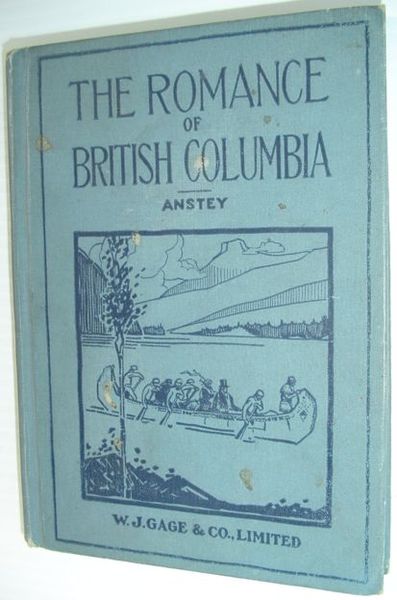 THE ROMANCE
OF
BRITISH COLUMBIA
ANSTEY
W. J. GAGE & CO., LIMITED